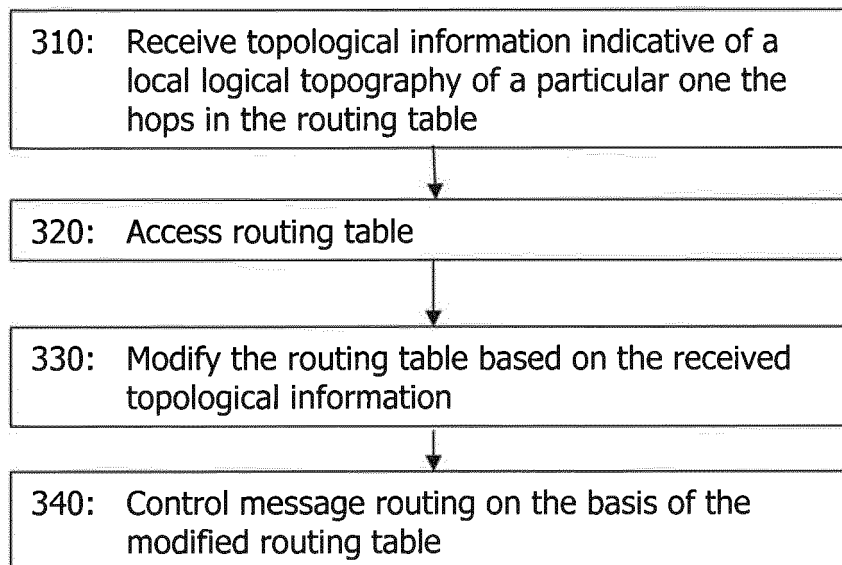 310: Receive topological information indicative of a
local logical topography of a particular one the
hops in the routing table
320: Access routing table
330: Modify the routing table based on the received
topological information
340: Control message routing on the basis of the
modified routing table